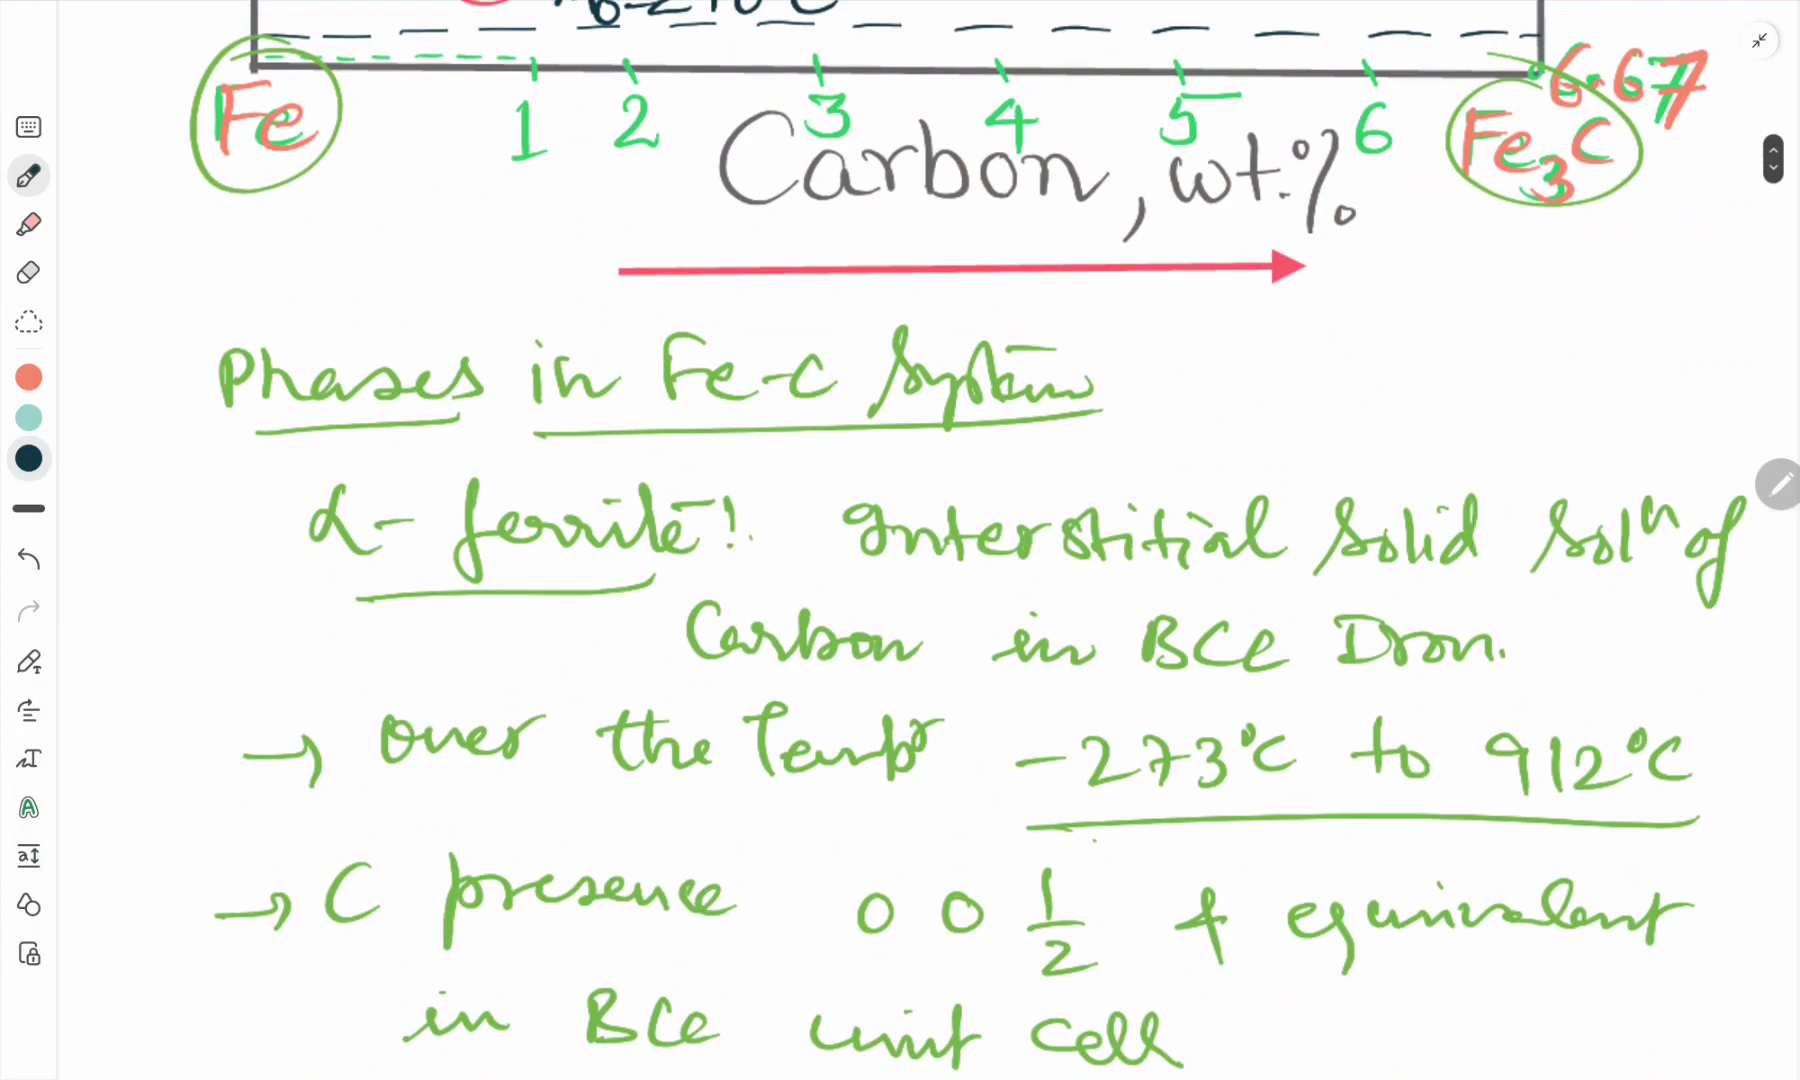 Fe 1 2 3 4 5 6 6.67
Fe3C
Carbon, wt.%
Phases in Fe-C System
α- ferrite: Interstitial Solid Solⁿ of
Carbon in BCC Iron.
→ Over the Tempr -273°C to 912°C
→ C presence 0 0 1/2 & equivalent
in BCC unit cell